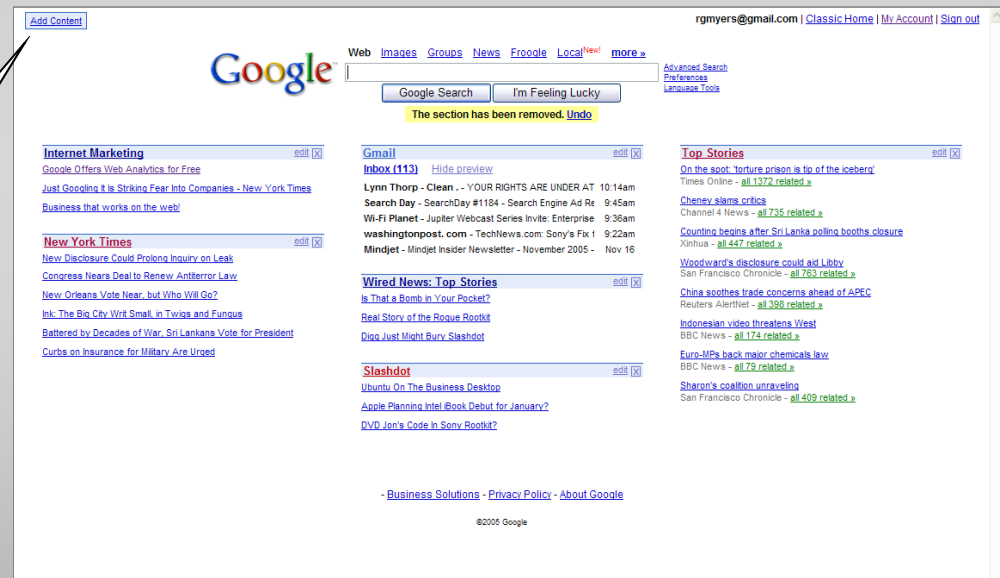 Add Content
rgmyers@gmail.com | Classic Home | My Account | Sign out
Google
Web Images Groups News Froogle Local New! more »
Advanced Search
Preferences
Language Tools
Google Search I'm Feeling Lucky
The section has been removed. Undo
Internet Marketing edit X
Google Offers Web Analytics for Free
Just Googling It Is Striking Fear Into Companies - New York Times
Business that works on the web!
New York Times edit X
New Disclosure Could Prolong Inquiry on Leak
Congress Nears Deal to Renew Antiterror Law
New Orleans Vote Near, but Who Will Go?
Ink: The Big City Writ Small, in Twigs and Fungus
Battered by Decades of War, Sri Lankans Vote for President
Curbs on Insurance for Military Are Urged
Gmail edit X
Inbox (113) Hide preview
Lynn Thorp - Clean . - YOUR RIGHTS ARE UNDER AT 10:14am
Search Day - SearchDay #1184 - Search Engine Ad Re 9:45am
Wi-Fi Planet - Jupiter Webcast Series Invite: Enterprise 9:36am
washingtonpost. com - TechNews.com: Sony's Fix f 9:22am
Mindjet - Mindjet Insider Newsletter - November 2005 - Nov 16
Wired News: Top Stories edit X
Is That a Bomb in Your Pocket?
Real Story of the Rogue Rootkit
Digg Just Might Bury Slashdot
Slashdot edit X
Ubuntu On The Business Desktop
Apple Planning Intel iBook Debut for January?
DVD Jon's Code In Sony Rootkit?
Top Stories edit X
On the spot: 'torture prison is tip of the iceberg'
Times Online - all 1372 related »
Cheney slams critics
Channel 4 News - all 735 related »
Counting begins after Sri Lanka polling booths closure
Xinhua - all 447 related »
Woodward's disclosure could aid Libby
San Francisco Chronicle - all 763 related »
China soothes trade concerns ahead of APEC
Reuters AlertNet - all 398 related »
Indonesian video threatens West
BBC News - all 174 related »
Euro-MPs back major chemicals law
BBC News - all 79 related »
Sharon's coalition unraveling
San Francisco Chronicle - all 409 related »
- Business Solutions - Privacy Policy - About Google
©2005 Google